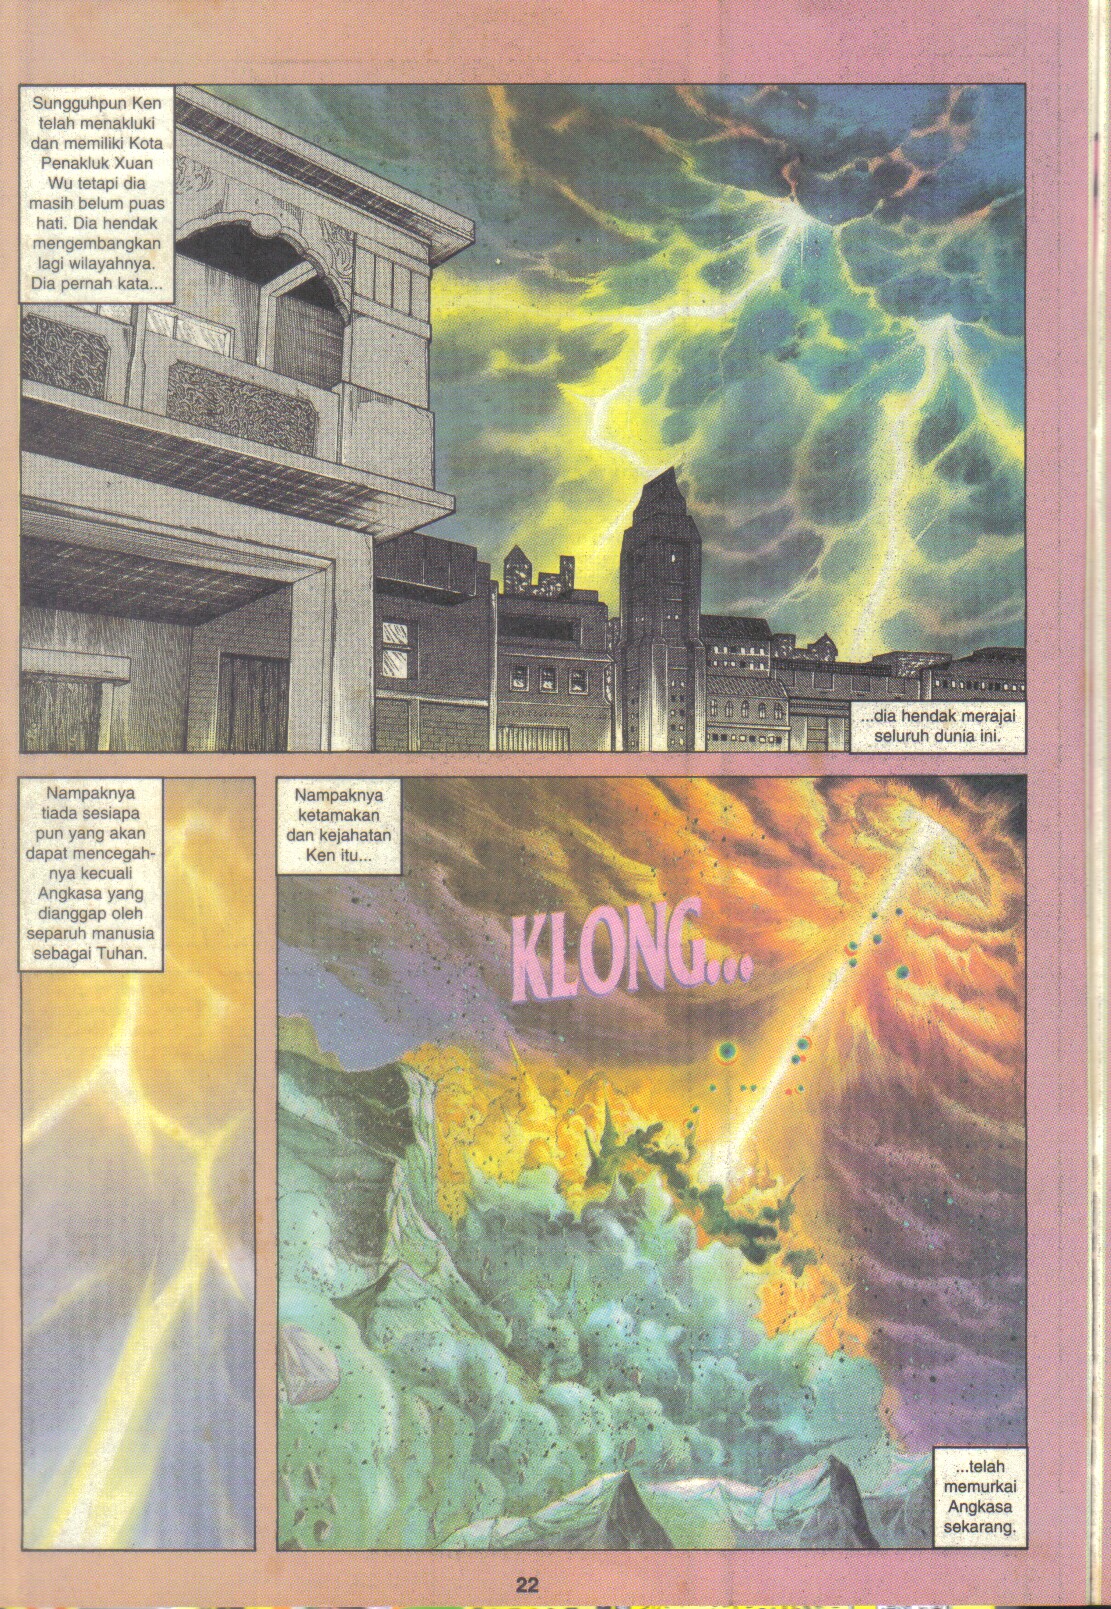 Sungguhpun Ken
telah menakluki
dan memiliki Kota
Penakluk Xuan
Wu tetapi dia
masih belum puas
hati. Dia hendak
mengembangkan
lagi wilayahnya.
Dia pernah kata...
...dia hendak merajai
seluruh dunia ini.
Nampaknya
tiada sesiapa
pun yang akan
dapat mencegah-
nya kecuali
Angkasa yang
dianggap oleh
separuh manusia
sebagai Tuhan.
Nampaknya
ketamakan
dan kejahatan
Ken itu...
KLONG...
...telah
memurkai
Angkasa
sekarang.
22